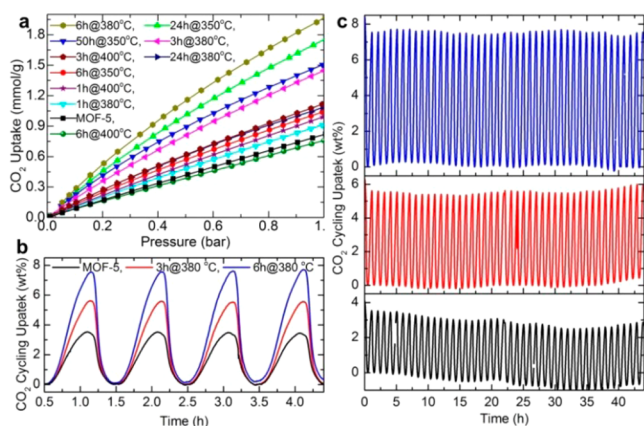 a
6h@380°C, 24h@350°C
50h@350°C, 3h@380°C,
3h@400°C 24h@380°C,
6h@350°C
1h@400°C
1h@380°C
MOF-5,
6h@400°C
1.8
1.5
1.2
0.9
0.6
0.3
0.0
CO2 Uptake (mmol/g)
0.0 0.2 0.4 0.6 0.8 1.
Pressure (bar)
b
MOF-5, 3h@380 °C, 6h@380 °C
8
6
4
2
0
CO2 Cycling Upatek (wt%)
0.5 1.0 1.5 2.0 2.5 3.0 3.5 4.0
Time (h)
c
8
6
4
2
0
6
4
2
0
4
2
0
CO2 Cycling Upatek (wt%)
0 5 10 15 20 25 30 35 40
Time (h)